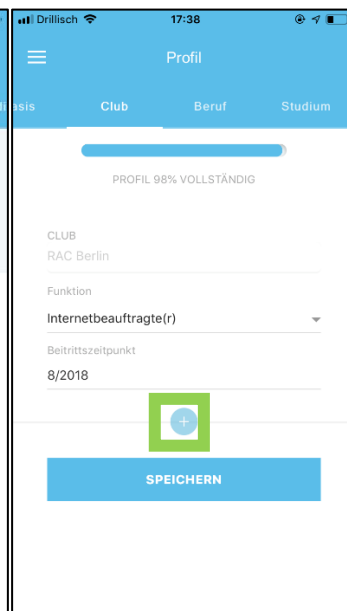 Drillisch 17:38
Profil
asis Club Beruf Studium
PROFIL 98% VOLLSTÄNDIG
CLUB
RAC Berlin
Funktion
Internetbeauftragte(r)
Beitrittszeitpunkt
8/2018
+
SPEICHERN